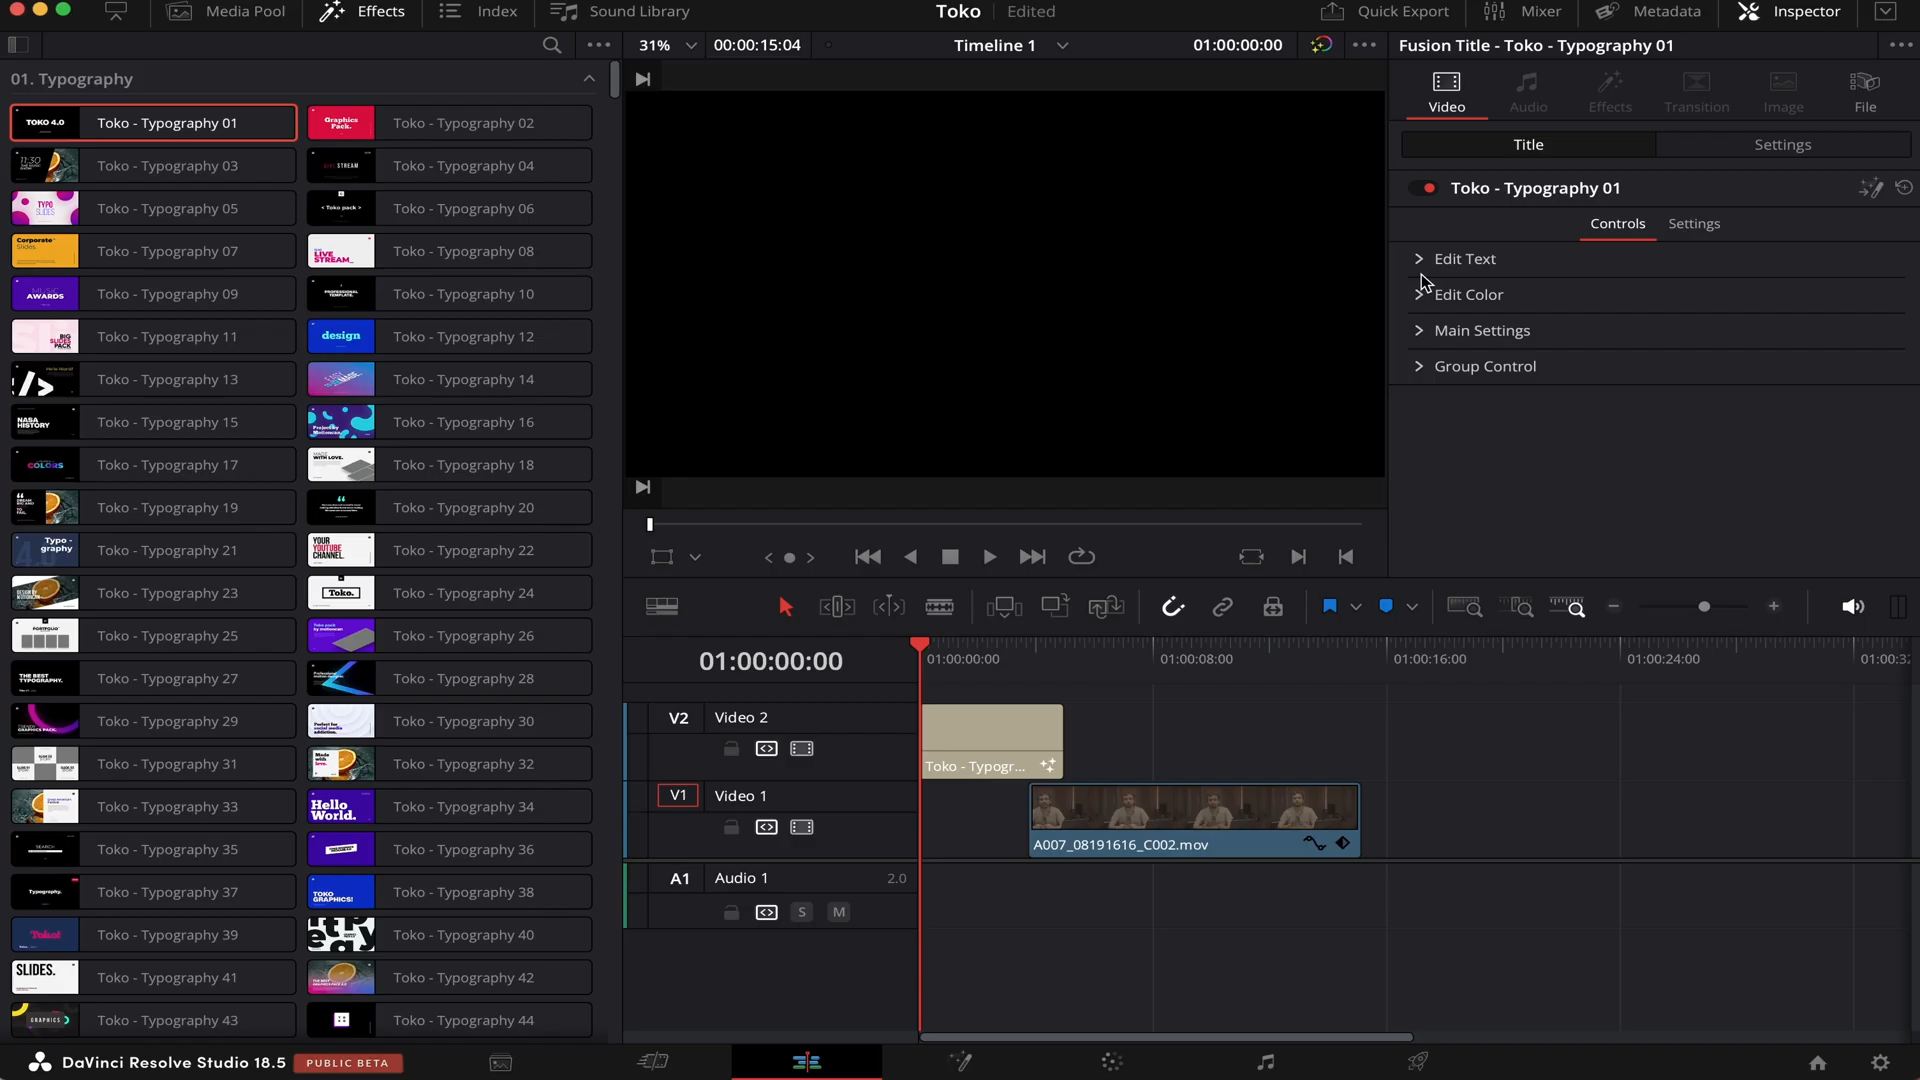 Media Pool
Effects
Index
Sound Library
Toko
Edited
Quick Export
Mixer
Metadata
Inspector
31%
00:00:15:04
Timeline 1
01:00:00:00
Fusion Title - Toko - Typography 01
01. Typography
Video
Audio
Effects
Transition
Image
File
Title
Settings
Toko - Typography 01
Controls
Settings
Edit Text
Edit Color
Main Settings
Group Control
TOKO 4.0
Toko - Typography 01
Graphics
Pack.
Toko - Typography 02
11:30
Toko - Typography 03
STREAM
Toko - Typography 04
TYPO
SLIDES
Toko - Typography 05
< Toko pack >
Toko - Typography 06
Corporate
Slides.
Toko - Typography 07
LIVE
STREAM_
Toko - Typography 08
MUSIC
AWARDS
Toko - Typography 09
PROFESSIONAL
TEMPLATE.
Toko - Typography 10
BIG
SLIDES
PACK
Toko - Typography 11
design
Toko - Typography 12
/>
Toko - Typography 13
Toko - Typography 14
NASA
HISTORY
Toko - Typography 15
Toko - Typography 16
COLORS
Toko - Typography 17
MADE
WITH LOVE.
Toko - Typography 18
Toko - Typography 19
Toko - Typography 20
Typo -
graphy
Toko - Typography 21
YOUR
YOUTUBE
CHANNEL.
Toko - Typography 22
Toko - Typography 23
Toko.
Toko - Typography 24
PORTFOLIO
Toko - Typography 25
Toko pack
by motionscan
Toko - Typography 26
THE BEST
TYPOGRAPHY.
Toko - Typography 27
Toko - Typography 28
GRAPHICS PACK.
Toko - Typography 29
Perfect for
social media
addiction.
Toko - Typography 30
Toko - Typography 31
Made
with
love.
Toko - Typography 32
Toko - Typography 33
Hello
World.
Toko - Typography 34
SEARCH
Toko - Typography 35
Toko - Typography 36
Typography.
Toko - Typography 37
TOKO
GRAPHICS!
Toko - Typography 38
Toko!
Toko - Typography 39
Toko - Typography 40
SLIDES.
Toko - Typography 41
Toko - Typography 42
GRAPHICS
Toko - Typography 43
Toko - Typography 44
01:00:00:00
01:00:00:00
01:00:08:00
01:00:16:00
01:00:24:00
01:00:32
V2
Video 2
Toko - Typogr...
V1
Video 1
A007_08191616_C002.mov
A1
Audio 1
2.0
S
M
DaVinci Resolve Studio 18.5
PUBLIC BETA